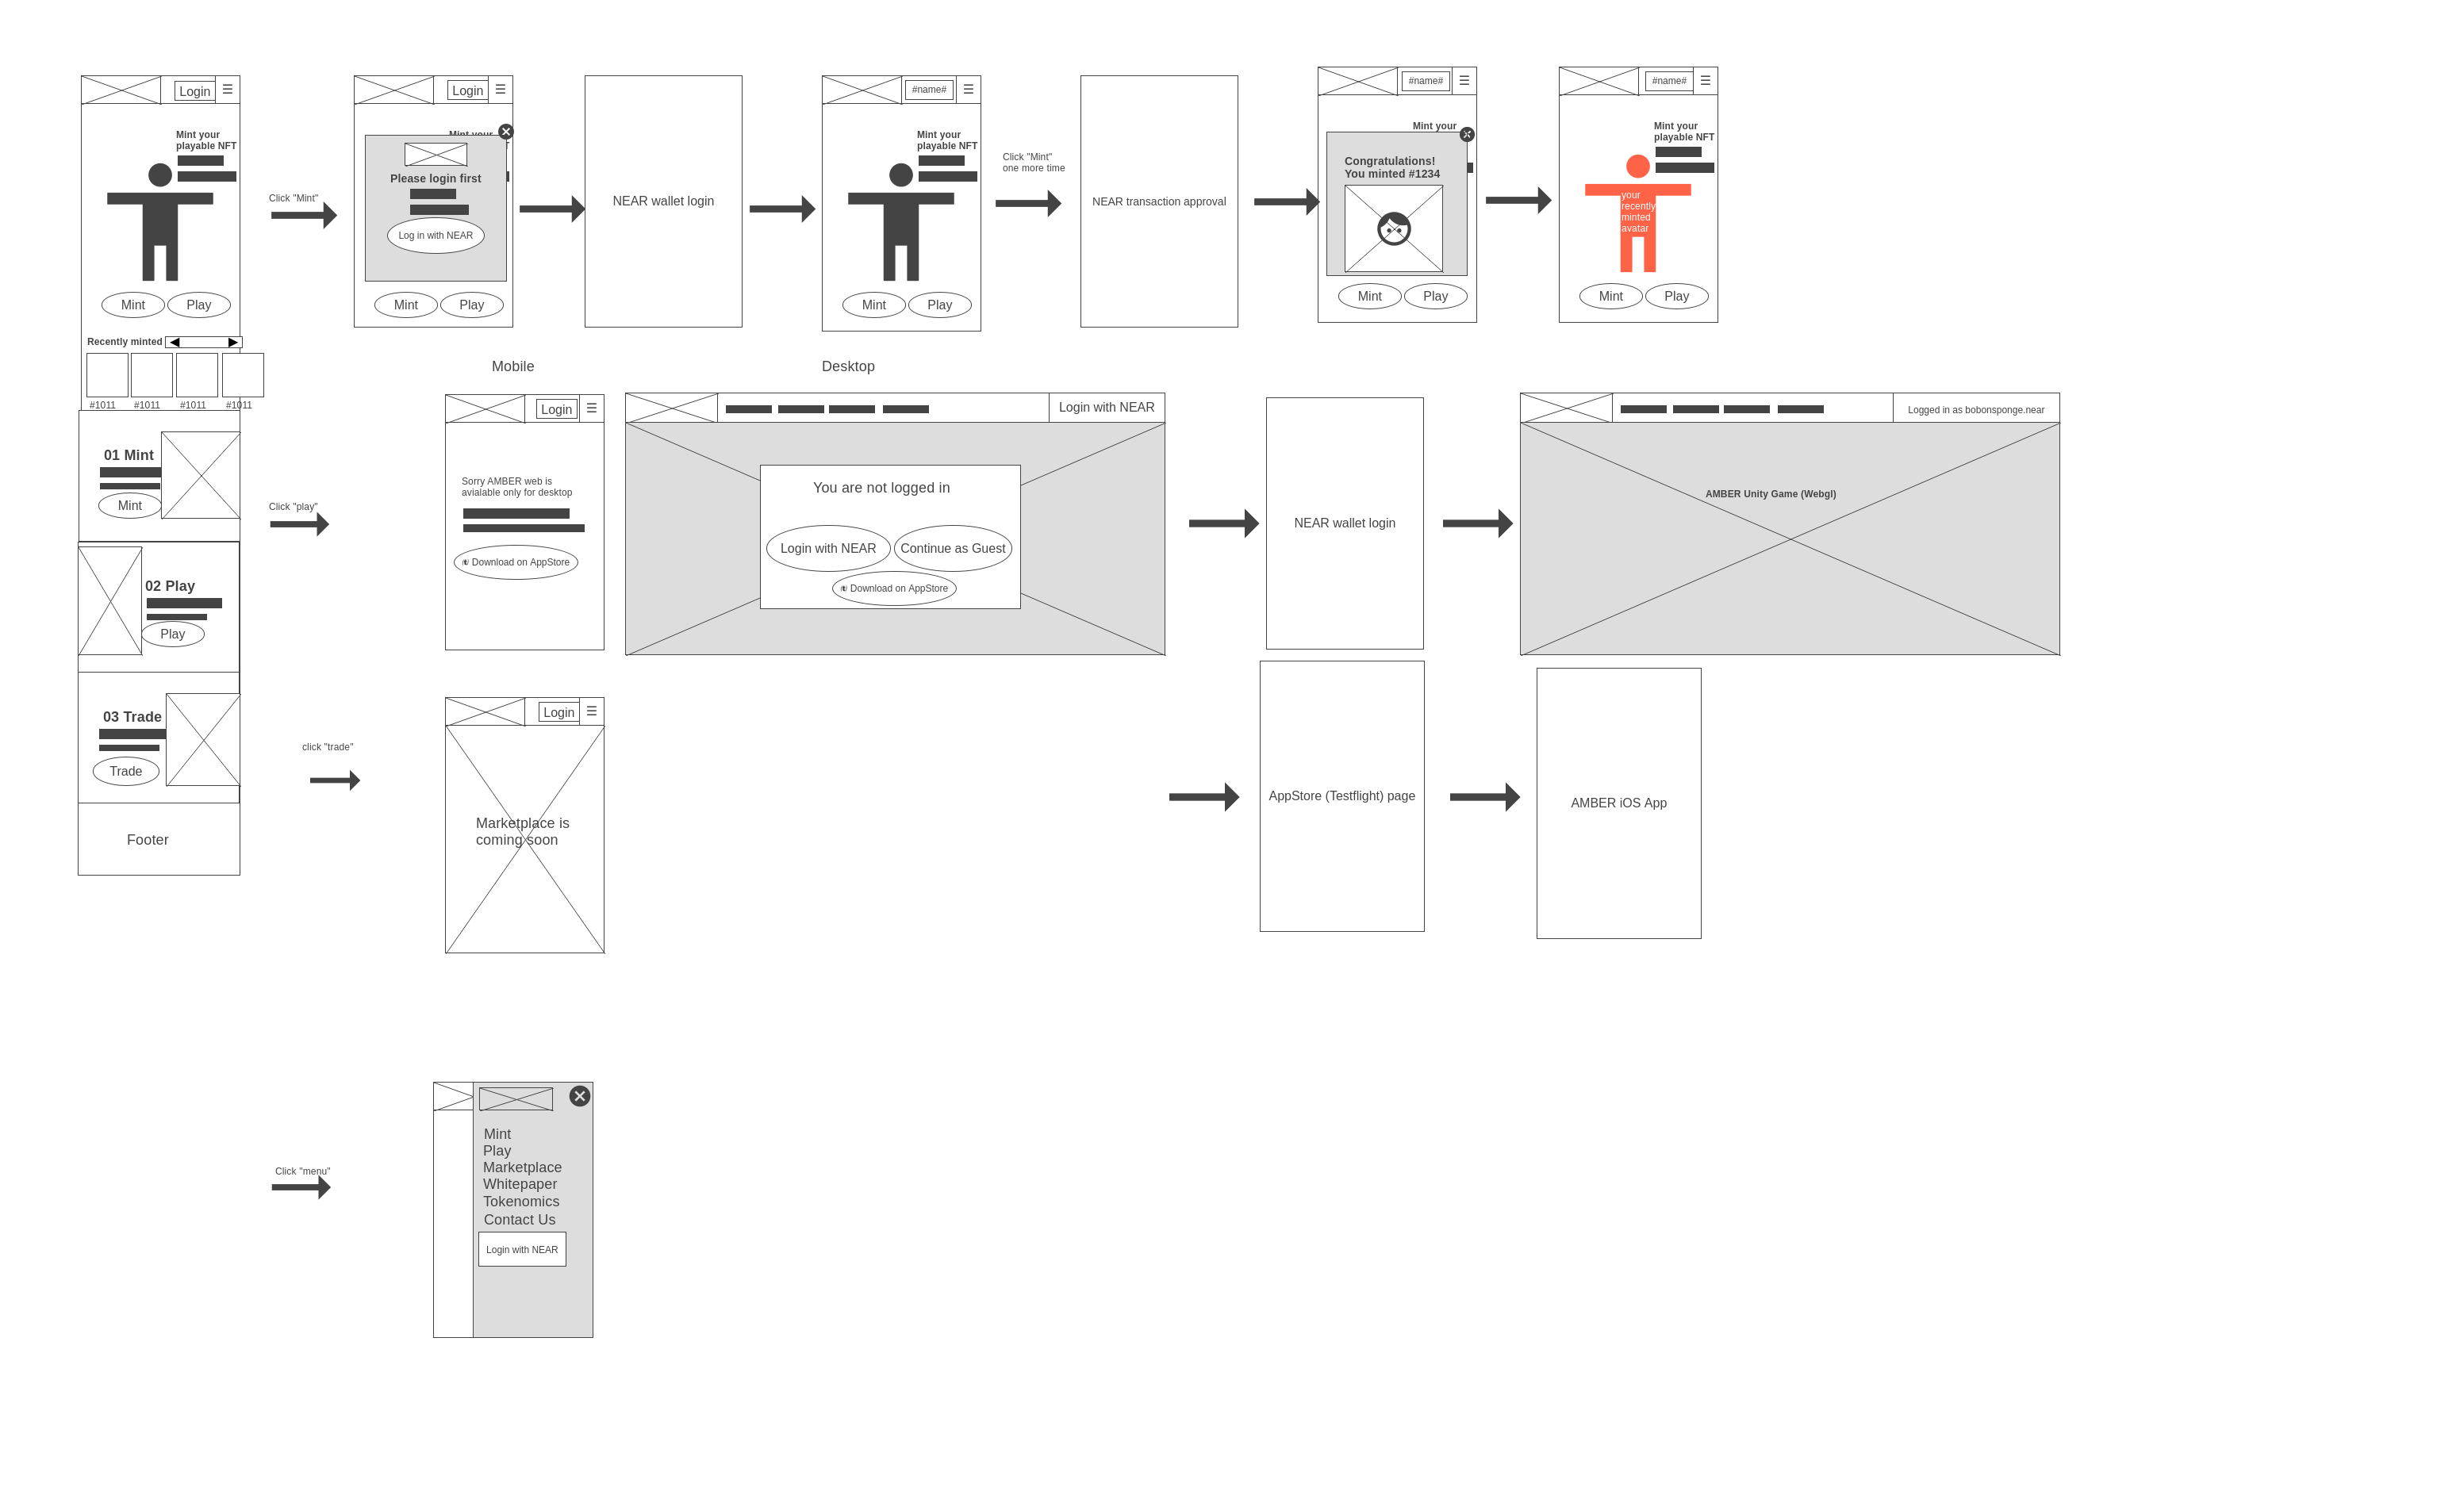 Login
☰
Mint your
playable NFT
Mint
Play
Recently minted
#1011
#1011
#1011
#1011
01 Mint
Mint
02 Play
Play
03 Trade
Trade
Footer
Click "Mint"
Login
☰
Mint your
Please login first
Log in with NEAR
Mint
Play
NEAR wallet login
#name#
☰
Mint your
playable NFT
Mint
Play
Click "Mint"
one more time
NEAR transaction approval
#name#
☰
Mint your
Congratulations!
You minted #1234
Mint
Play
#name#
☰
Mint your
playable NFT
your
recently
minted
avatar
Mint
Play
Click "play"
Mobile
Login
☰
Sorry AMBER web is
avialable only for desktop
Download on AppStore
Desktop
Login with NEAR
You are not logged in
Login with NEAR
Continue as Guest
Download on AppStore
NEAR wallet login
Logged in as bobonsponge.near
AMBER Unity Game (Webgl)
AppStore (Testflight) page
AMBER iOS App
click "trade"
Login
☰
Marketplace is
coming soon
Click "menu"
Mint
Play
Marketplace
Whitepaper
Tokenomics
Contact Us
Login with NEAR